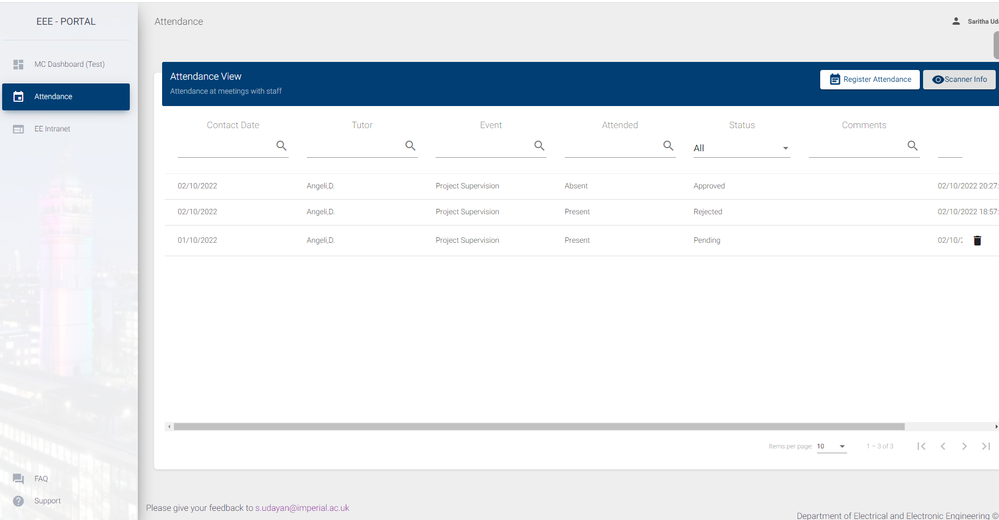 EEE - PORTAL
MC Dashboard (Test)
Attendance
EE Intranet
FAQ
Support
Attendance
Saritha
Attendance View
Attendance at meetings with staff
Register Attendance
Scanner Info
Contact Date Tutor Event Attended Status Comments
All
02/10/2022 Angeli,D. Project Supervision Absent Approved 02/10/2022 20:27:
02/10/2022 Angeli,D. Project Supervision Present Rejected 02/10/2022 18:57:
01/10/2022 Angeli,D. Project Supervision Present Pending 02/10/
Items per page: 10 1 – 3 of 3
Please give your feedback to s.udayan@imperial.ac.uk
Department of Electrical and Electronic Engineering ©